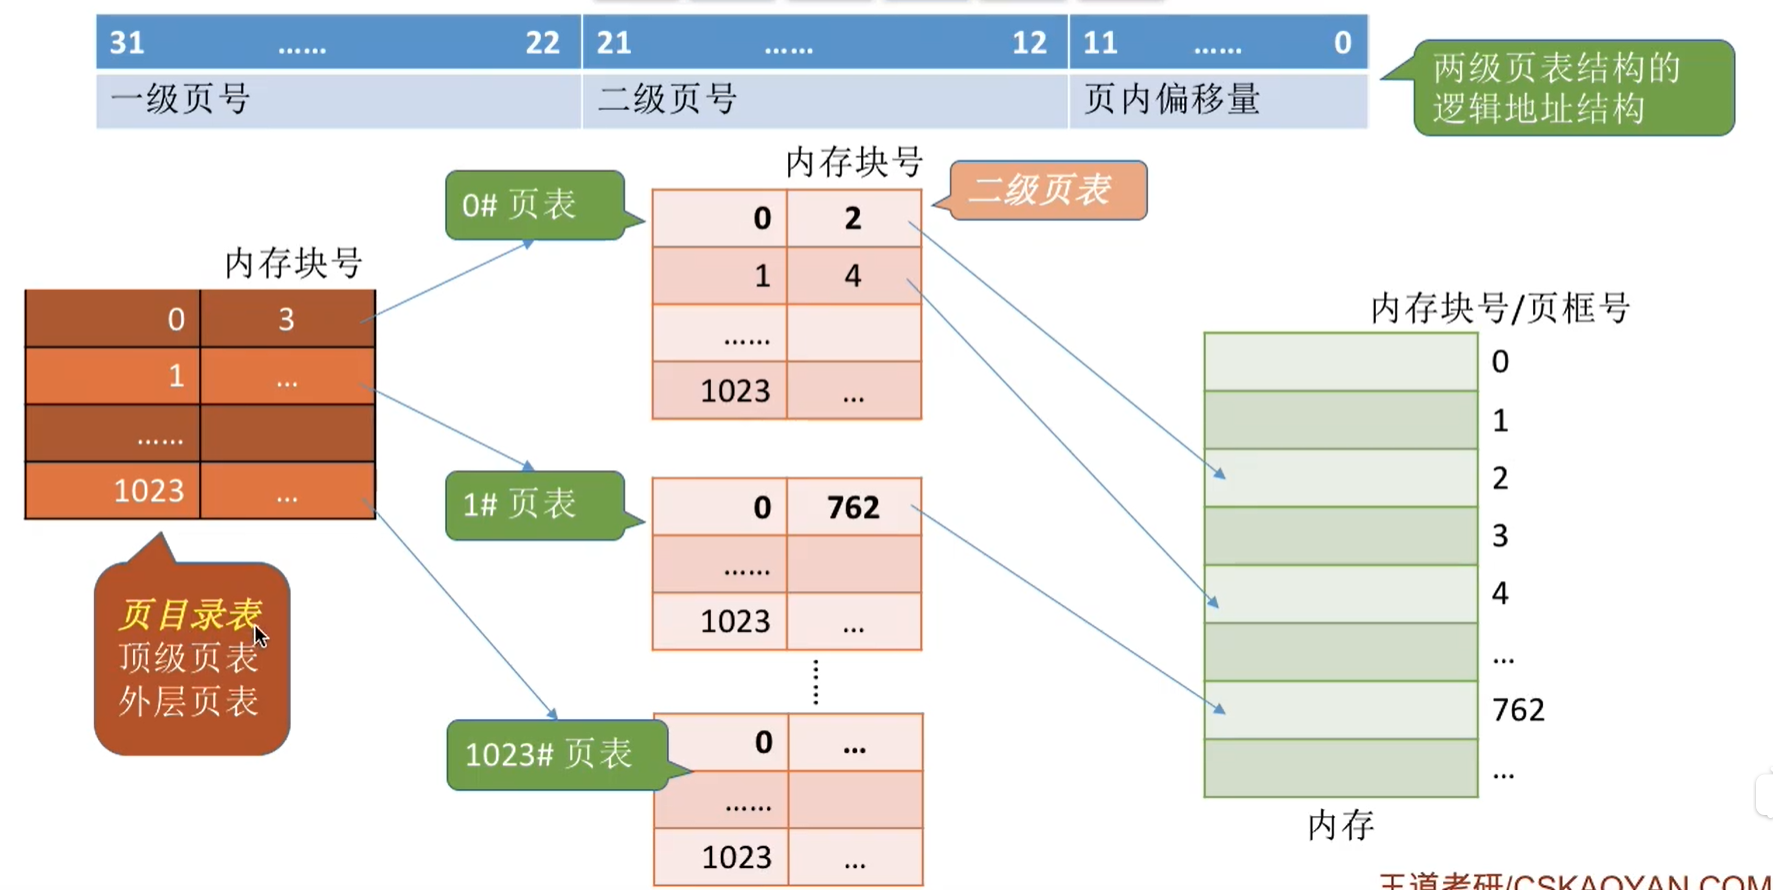 31 …… 22 21 …… 12 11 …… 0
一级页号 二级页号 页内偏移量
两级页表结构的
逻辑地址结构
内存块号
0 3
1 ...
……
1023 ...
页目录表
顶级页表
外层页表
0# 页表
内存块号
二级页表
0 2
1 4
……
1023 ...
1# 页表
0 762
……
1023 ...
……
1023# 页表
0 ...
……
1023 ...
内存块号/页框号
0
1
2
3
4
...
762
...
内存
王道考研/CSKAOYAN.COM